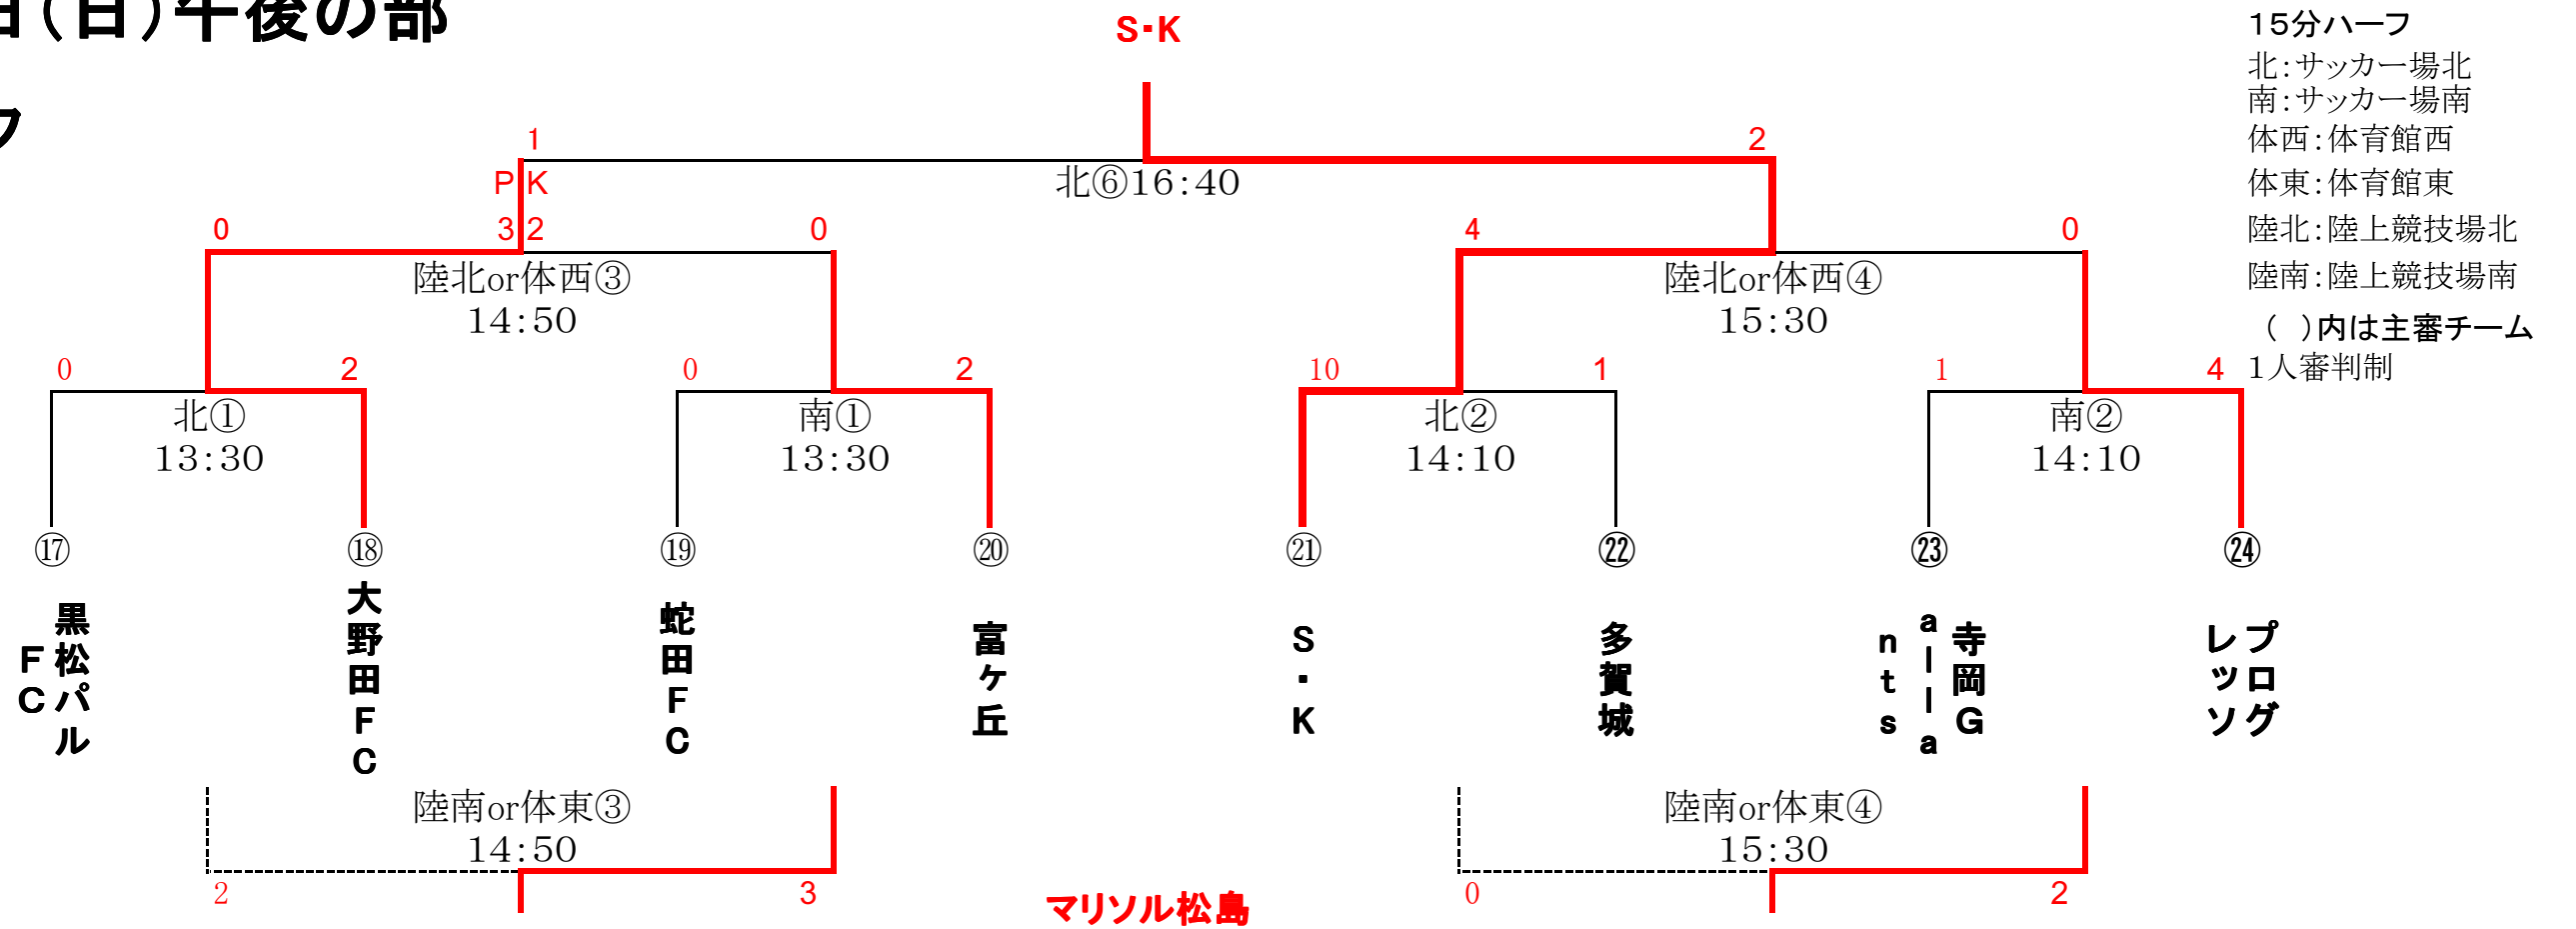 日(日)午後の部
S・K
15分ハーフ
北:サッカー場北
南:サッカー場南
体西:体育館西
体東:体育館東
陸北:陸上競技場北
陸南:陸上競技場南
( )内は主審チーム
1人審判制
フ
1
2
PK
北⑥16:40
0
3 2
0
4
0
陸北or体西③
14:50
陸北or体西④
15:30
0
2
0
2
10
1
1
4
北①
13:30
南①
13:30
北②
14:10
南②
14:10
⑰
⑱
⑲
⑳
㉑
㉒
㉓
㉔
黒松パル
FC
大野田FC
蛇田FC
富ヶ丘
S・K
多賀城
寺岡G
alla
nts
プログ
レッソ
陸南or体東③
14:50
陸南or体東④
15:30
2
3
マリソル松島
0
2